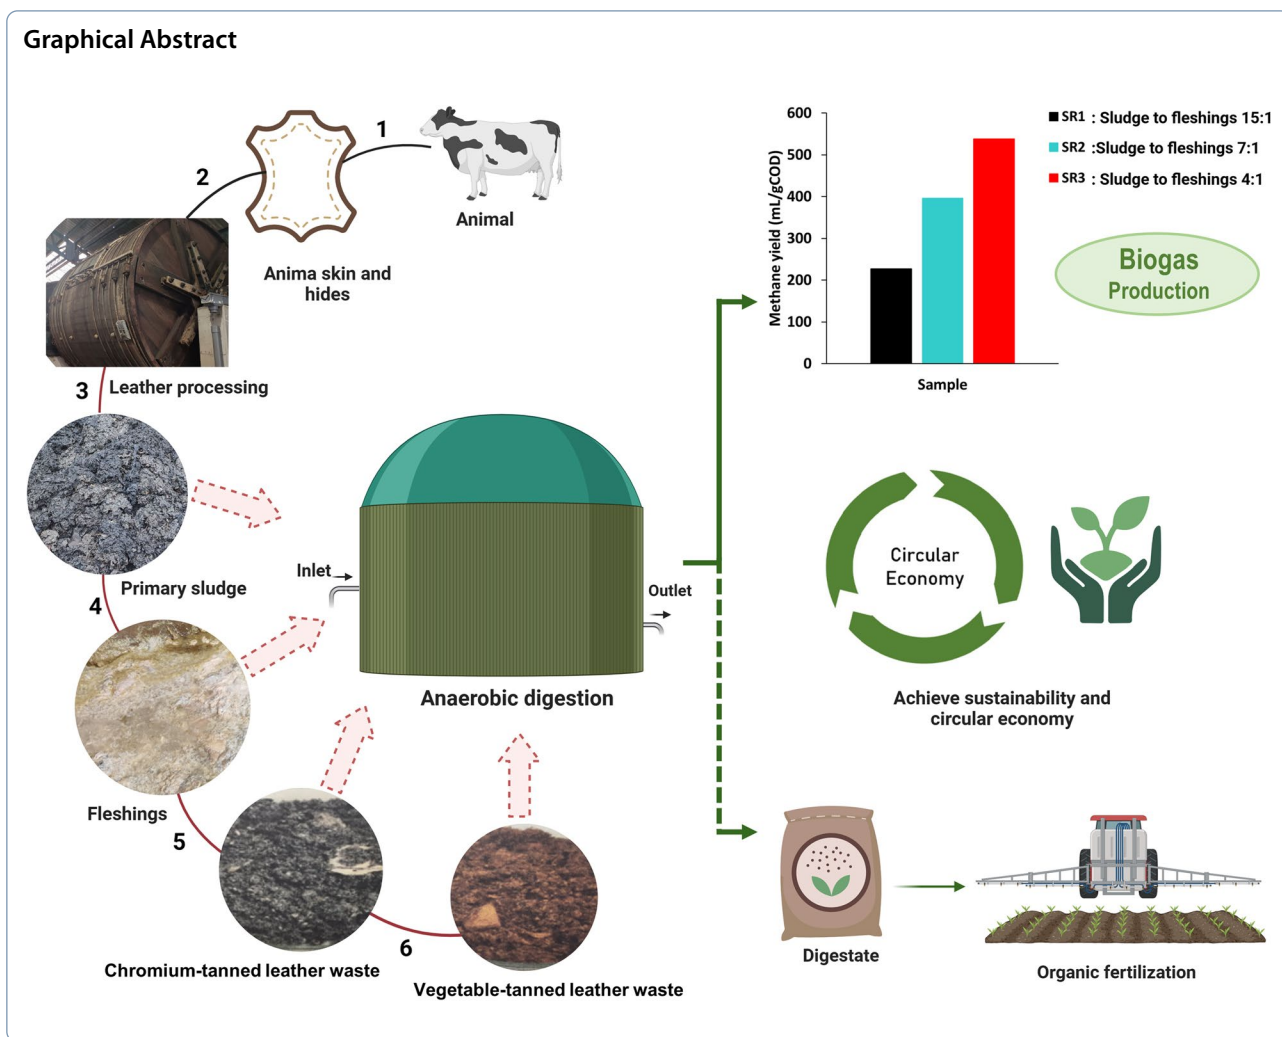 Graphical Abstract
1
2
Animal
Anima skin and
hides
3
Leather processing
Primary sludge
4
Fleshings
5
Chromium-tanned leather waste
6
Vegetable-tanned leather waste
Inlet
Outlet
Anaerobic digestion
600
500
400
300
200
100
0
Methane yield (mL/gCOD)
Sample
SR1 : Sludge to fleshings 15:1
SR2 :Sludge to fleshings 7:1
SR3 : Sludge to fleshings 4:1
Biogas
Production
Circular
Economy
Achieve sustainability and
circular economy
Digestate
Organic fertilization